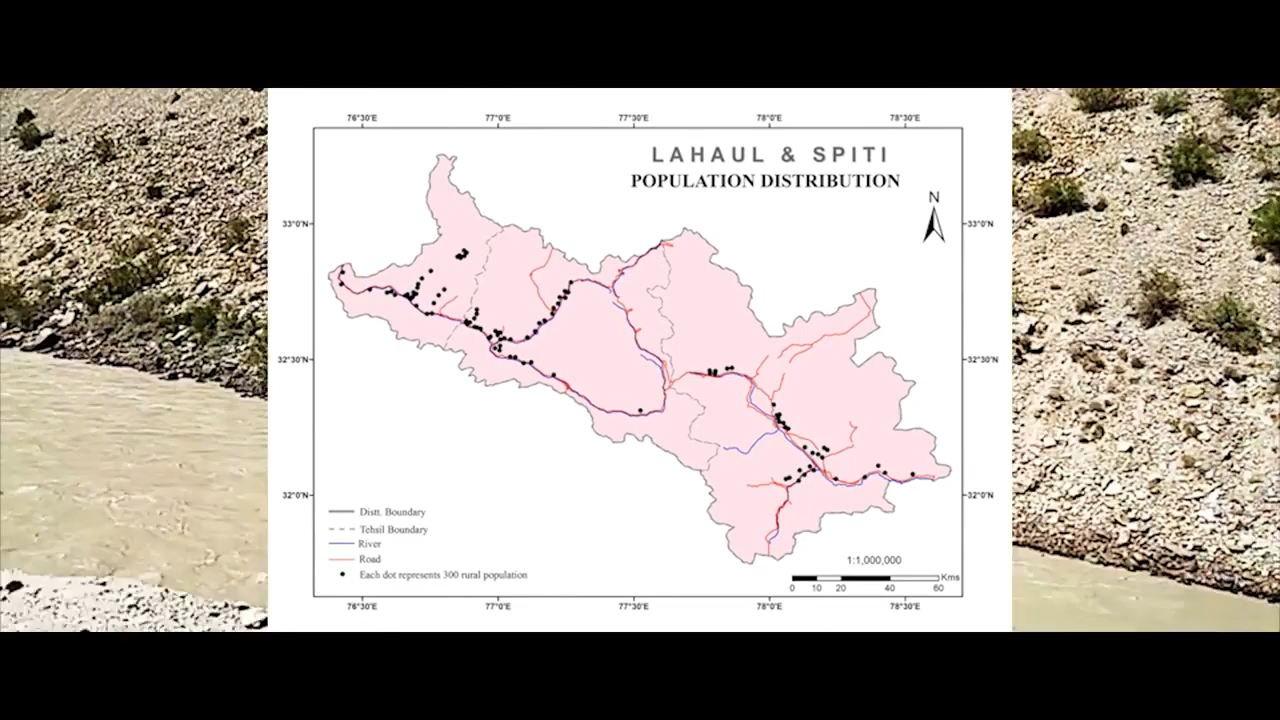 76°30'E 77°0'E 77°30'E 78°0'E 78°30'E
LAHAUL & SPITI
POPULATION DISTRIBUTION
N
33°0'N 33°0'N
32°30'N 32°30'N
32°0'N 32°0'N
Distt. Boundary
Tehsil Boundary
River
Road
Each dot represents 300 rural population
1:1,000,000
Kms
0 10 20 40 60
76°30'E 77°0'E 77°30'E 78°0'E 78°30'E